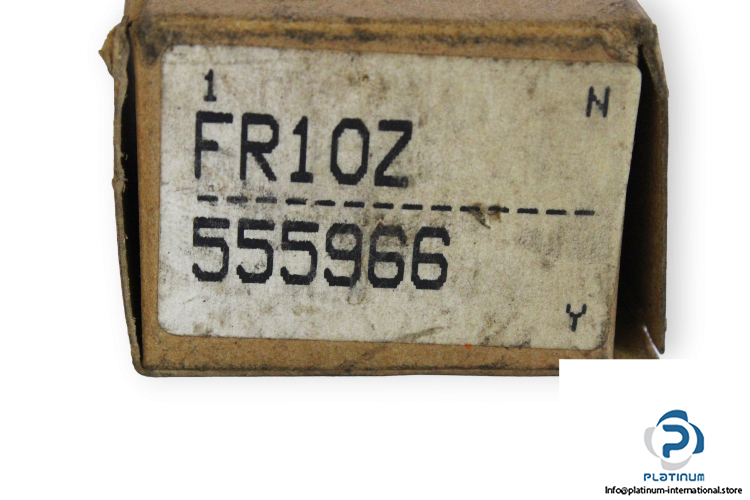 1
N
FR10Z
555966
Y
PLATINUM
Info@platinum-international.store